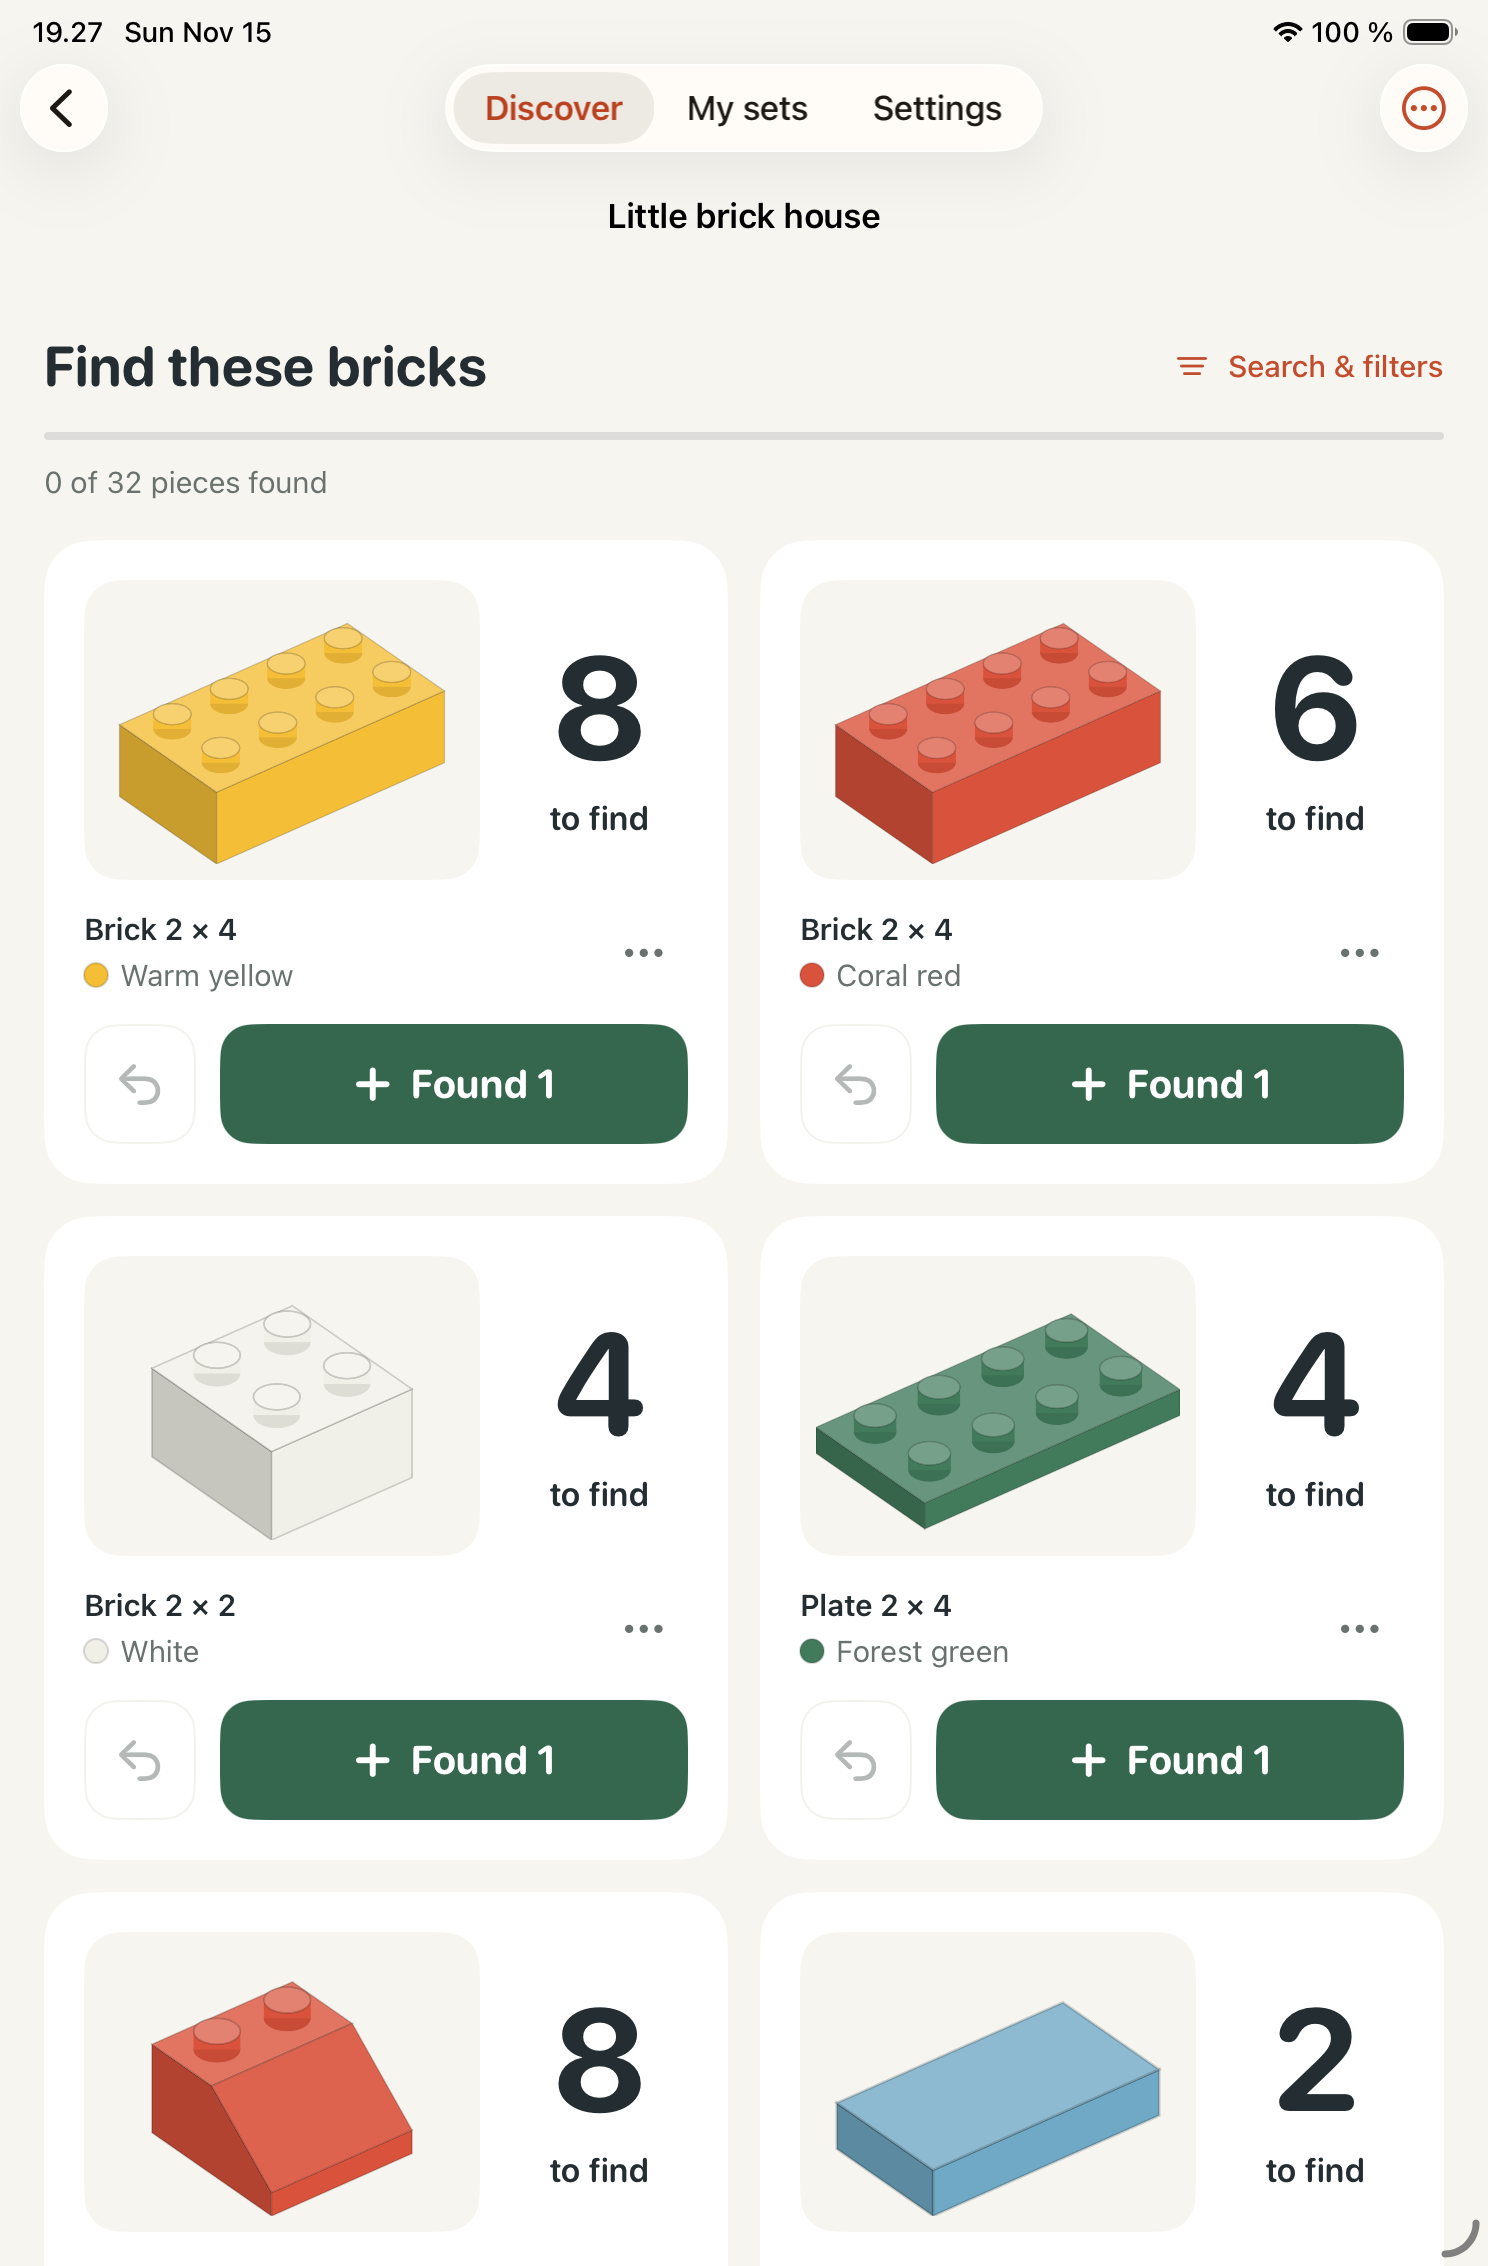 19.27 Sun Nov 15
100 %
Discover My sets Settings
Little brick house
Find these bricks
Search & filters
0 of 32 pieces found
8
to find
Brick 2 × 4
Warm yellow
+ Found 1
6
to find
Brick 2 × 4
Coral red
+ Found 1
4
to find
Brick 2 × 2
White
+ Found 1
4
to find
Plate 2 × 4
Forest green
+ Found 1
8
to find
2
to find